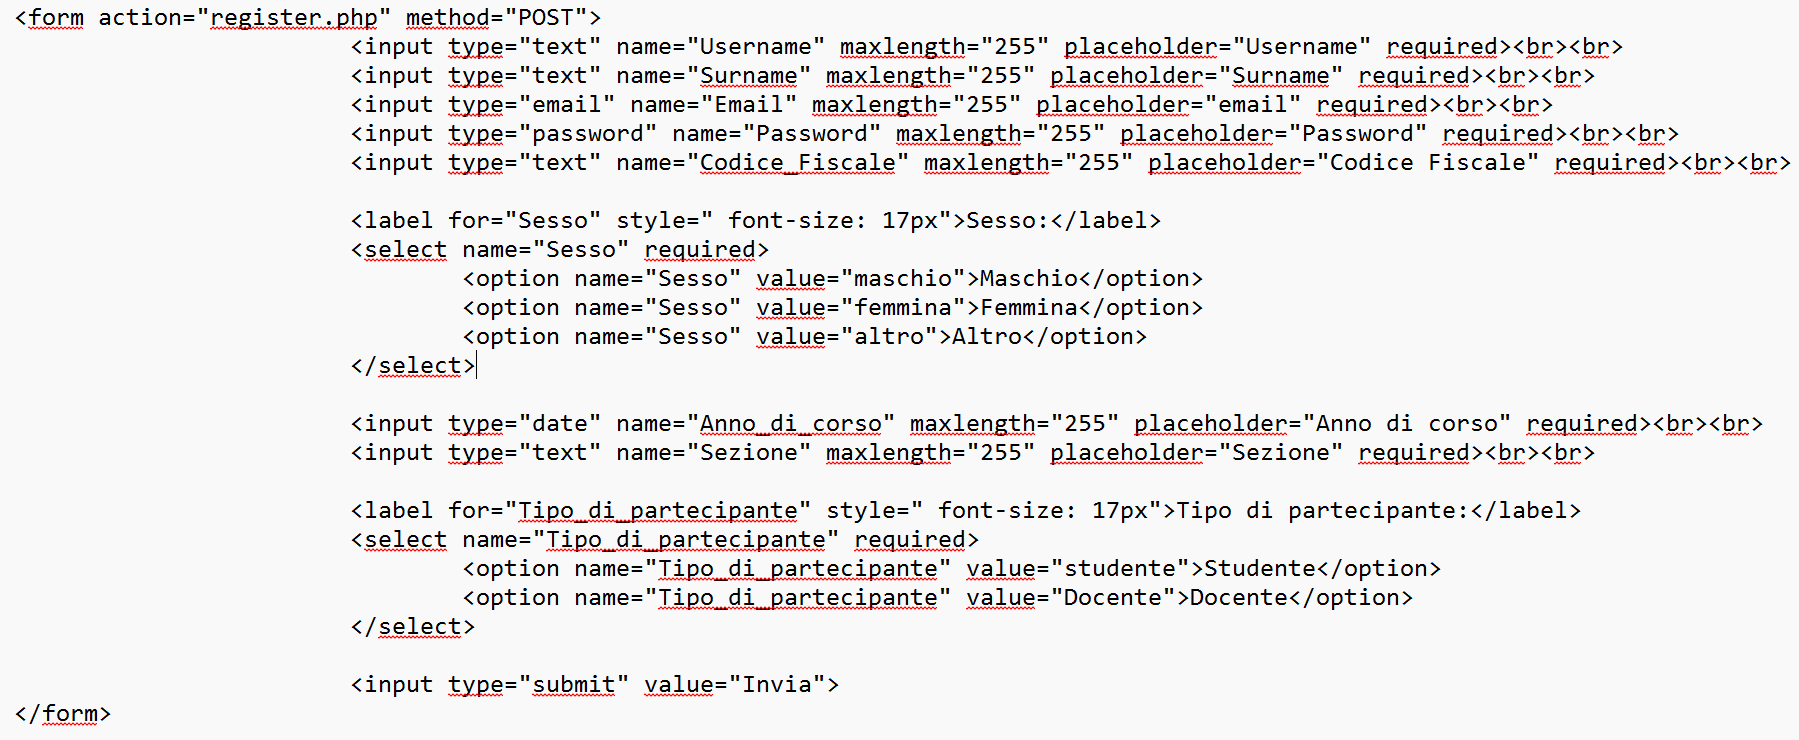 <form action="register.php" method="POST">
<input type="text" name="Username" maxlength="255" placeholder="Username" required><br><br>
<input type="text" name="Surname" maxlength="255" placeholder="Surname" required><br><br>
<input type="email" name="Email" maxlength="255" placeholder="email" required><br><br>
<input type="password" name="Password" maxlength="255" placeholder="Password" required><br><br>
<input type="text" name="Codice_Fiscale" maxlength="255" placeholder="Codice Fiscale" required><br><br>
<label for="Sesso" style=" font-size: 17px">Sesso:</label>
<select name="Sesso" required>
<option name="Sesso" value="maschio">Maschio</option>
<option name="Sesso" value="femmina">Femmina</option>
<option name="Sesso" value="altro">Altro</option>
</select>
<input type="date" name="Anno_di_corso" maxlength="255" placeholder="Anno di corso" required><br><br>
<input type="text" name="Sezione" maxlength="255" placeholder="Sezione" required><br><br>
<label for="Tipo_di_partecipante" style=" font-size: 17px">Tipo di partecipante:</label>
<select name="Tipo_di_partecipante" required>
<option name="Tipo_di_partecipante" value="studente">Studente</option>
<option name="Tipo_di_partecipante" value="Docente">Docente</option>
</select>
<input type="submit" value="Invia">
</form>